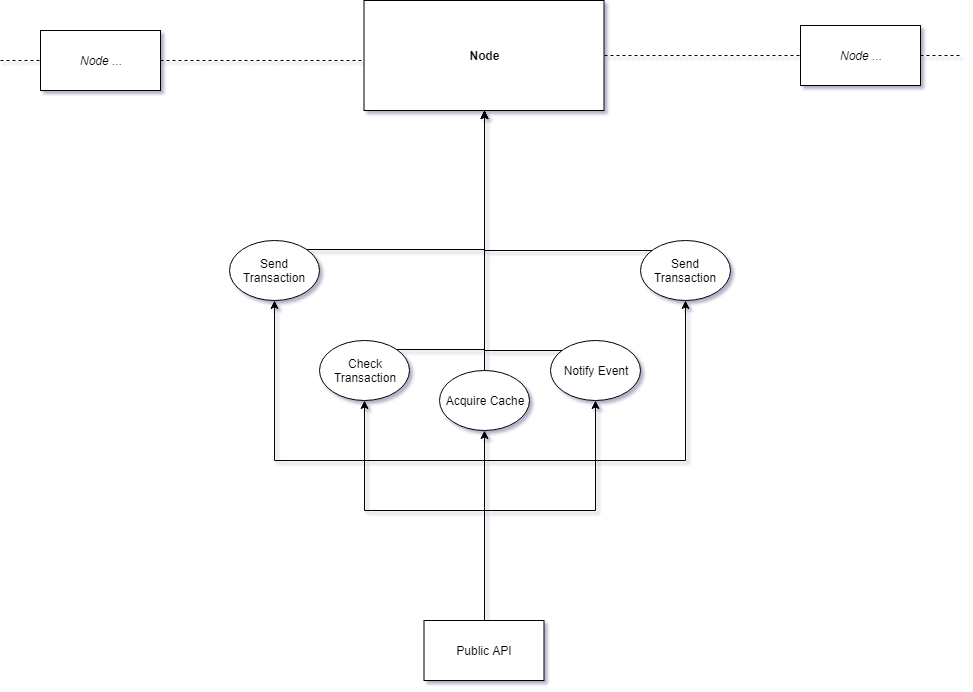 Node ...
Node
Node ...
Send
Transaction
Send
Transaction
Check
Transaction
Notify Event
Acquire Cache
Public API